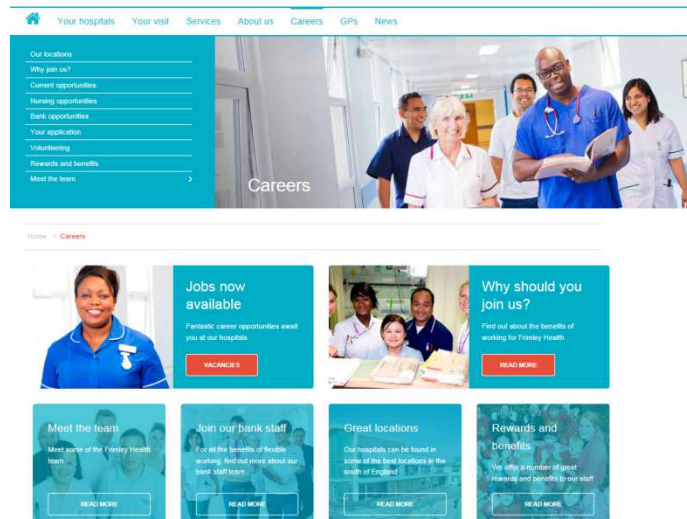 Your hospitals Your visit Services About us Careers GPs News
Our locations
Why join us?
Current opportunities
Nursing opportunities
Bank opportunities
Your application
Volunteering
Rewards and benefits
Meet the team >
Careers
Home > Careers
Jobs now
available
Fantastic career opportunities await
you at our hospitals
VACANCIES
Why should you
join us?
Find out about the benefits of
working for Frimley Health
READ MORE
Meet the team
Meet some of the Frimley Health
team
READ MORE
Join our bank staff
For all the benefits of flexible
working, find out more about our
bank staff team
READ MORE
Great locations
Our hospitals can be found in
some of the best locations in the
south of England
READ MORE
Rewards and
benefits
We offer a number of great
rewards and benefits to our staff
READ MORE